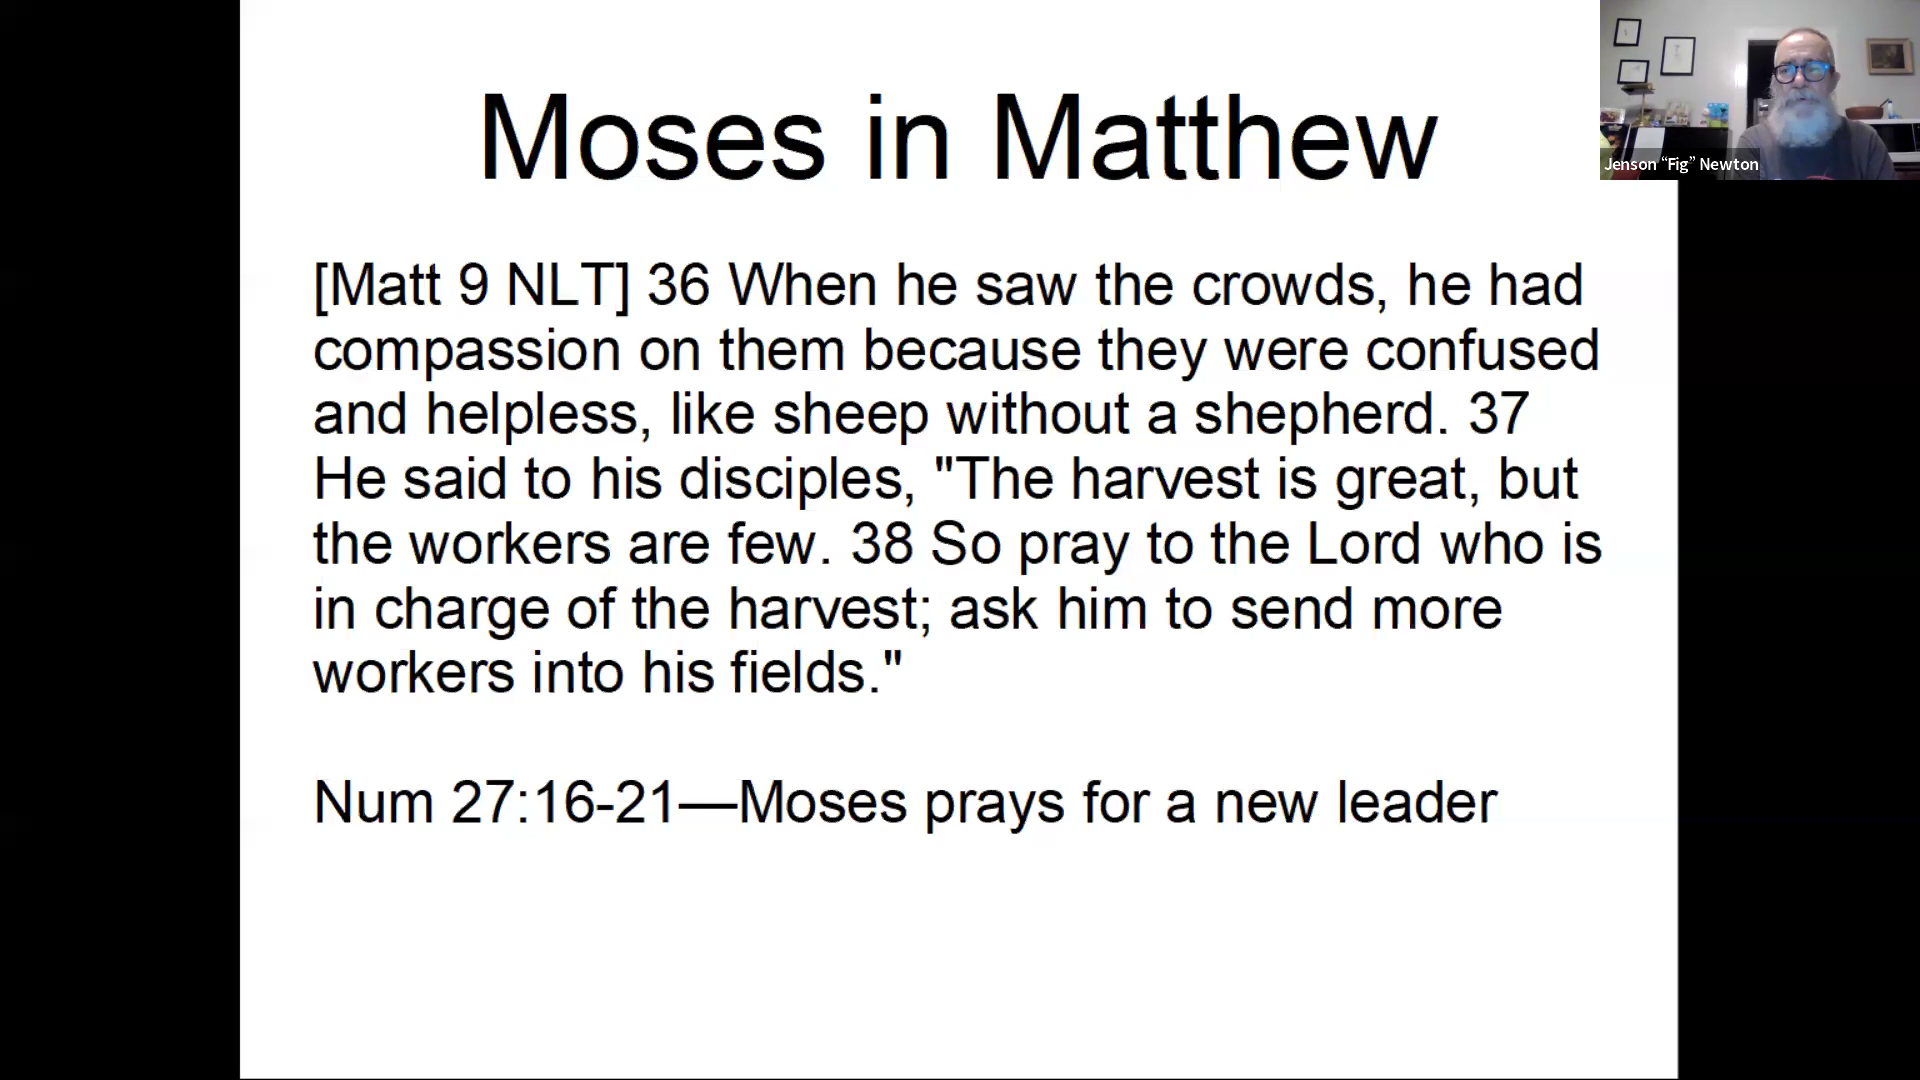 Moses in Matthew
Jenson “Fig” Newton
[Matt 9 NLT] 36 When he saw the crowds, he had
compassion on them because they were confused
and helpless, like sheep without a shepherd. 37
He said to his disciples, "The harvest is great, but
the workers are few. 38 So pray to the Lord who is
in charge of the harvest; ask him to send more
workers into his fields."
Num 27:16-21—Moses prays for a new leader